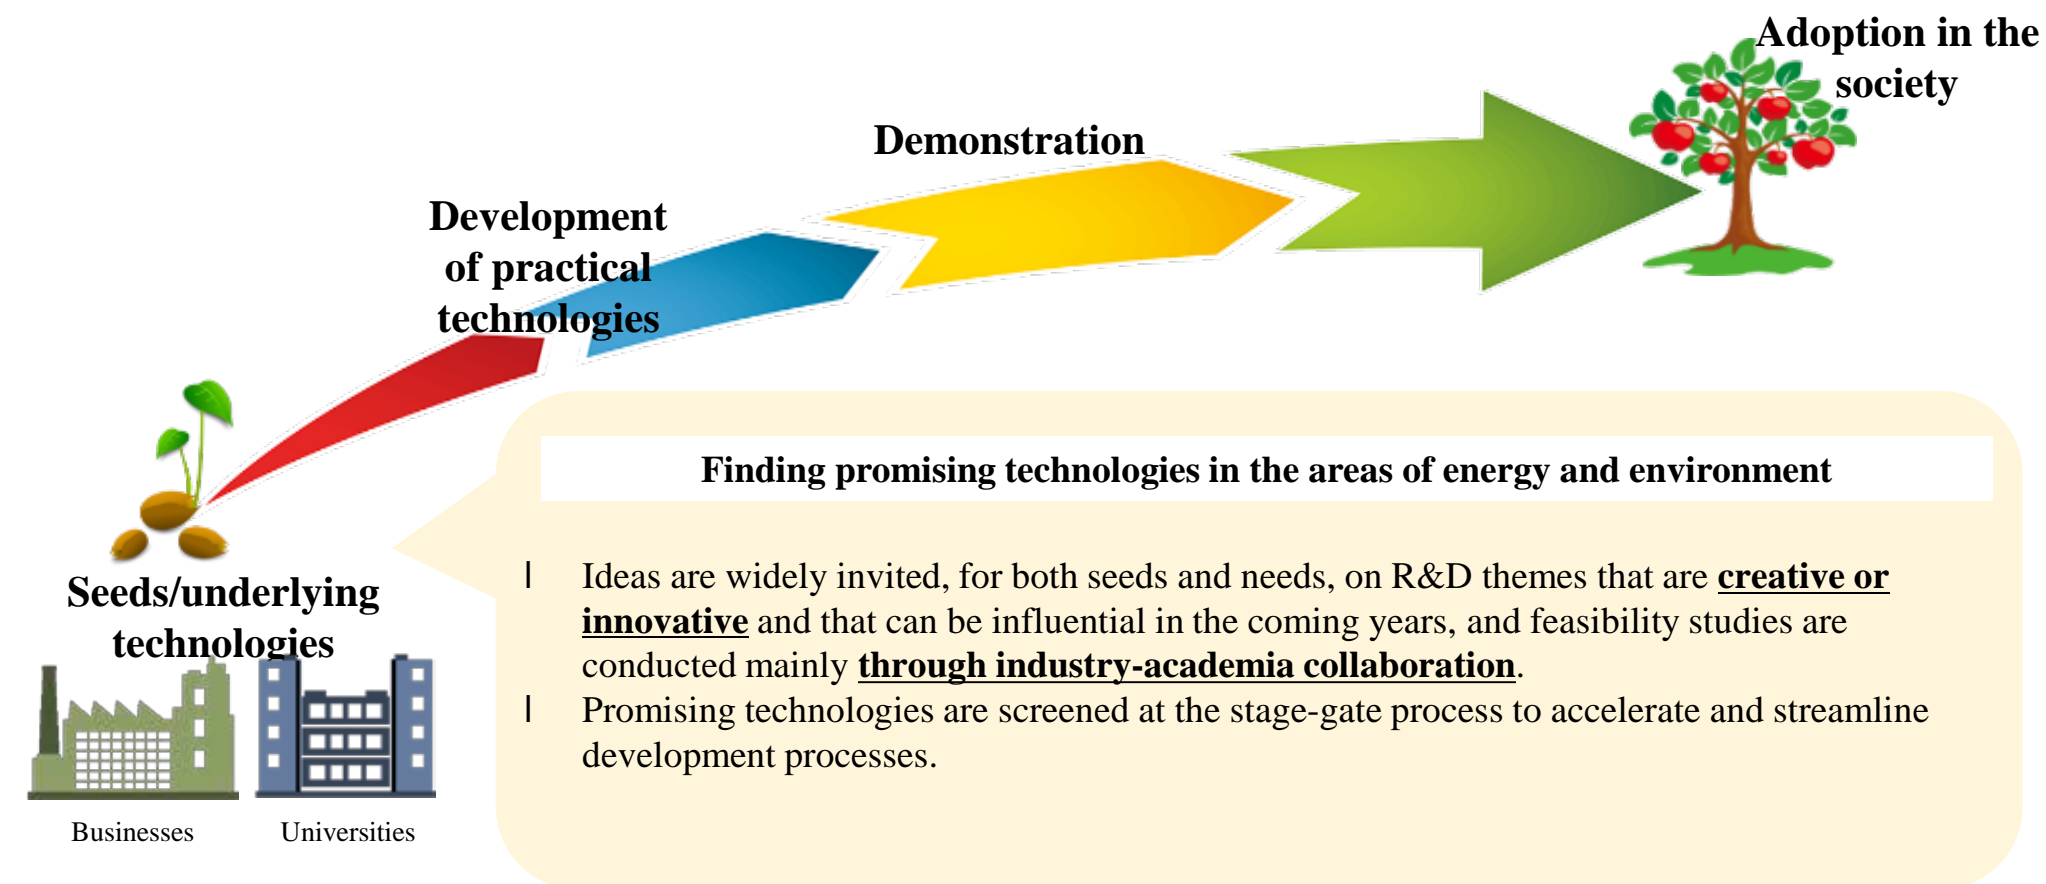 Adoption in the
society
Demonstration
Development
of practical
technologies
Seeds/underlying
technologies
Businesses
Universities
Finding promising technologies in the areas of energy and environment
l Ideas are widely invited, for both seeds and needs, on R&D themes that are creative or
innovative and that can be influential in the coming years, and feasibility studies are
conducted mainly through industry-academia collaboration.
l Promising technologies are screened at the stage-gate process to accelerate and streamline
development processes.